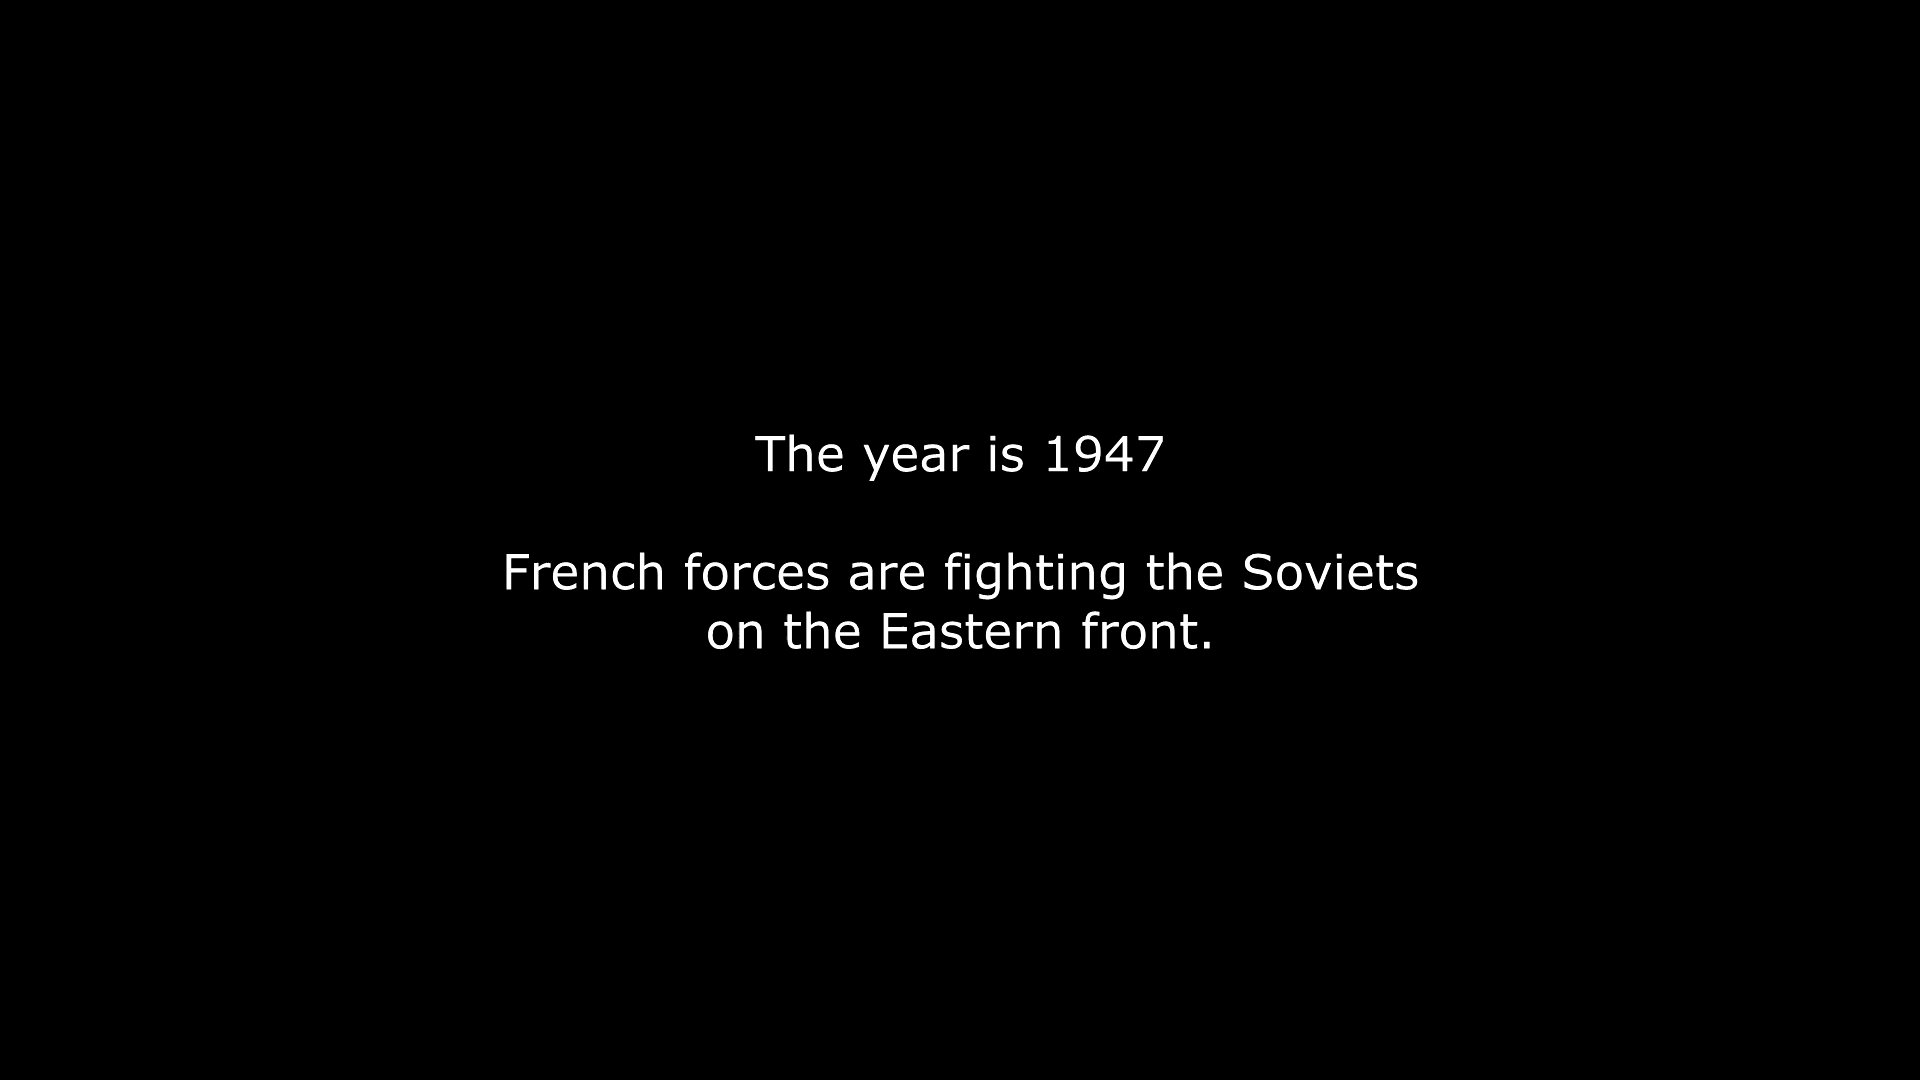 The year is 1947
French forces are fighting the Soviets
on the Eastern front.